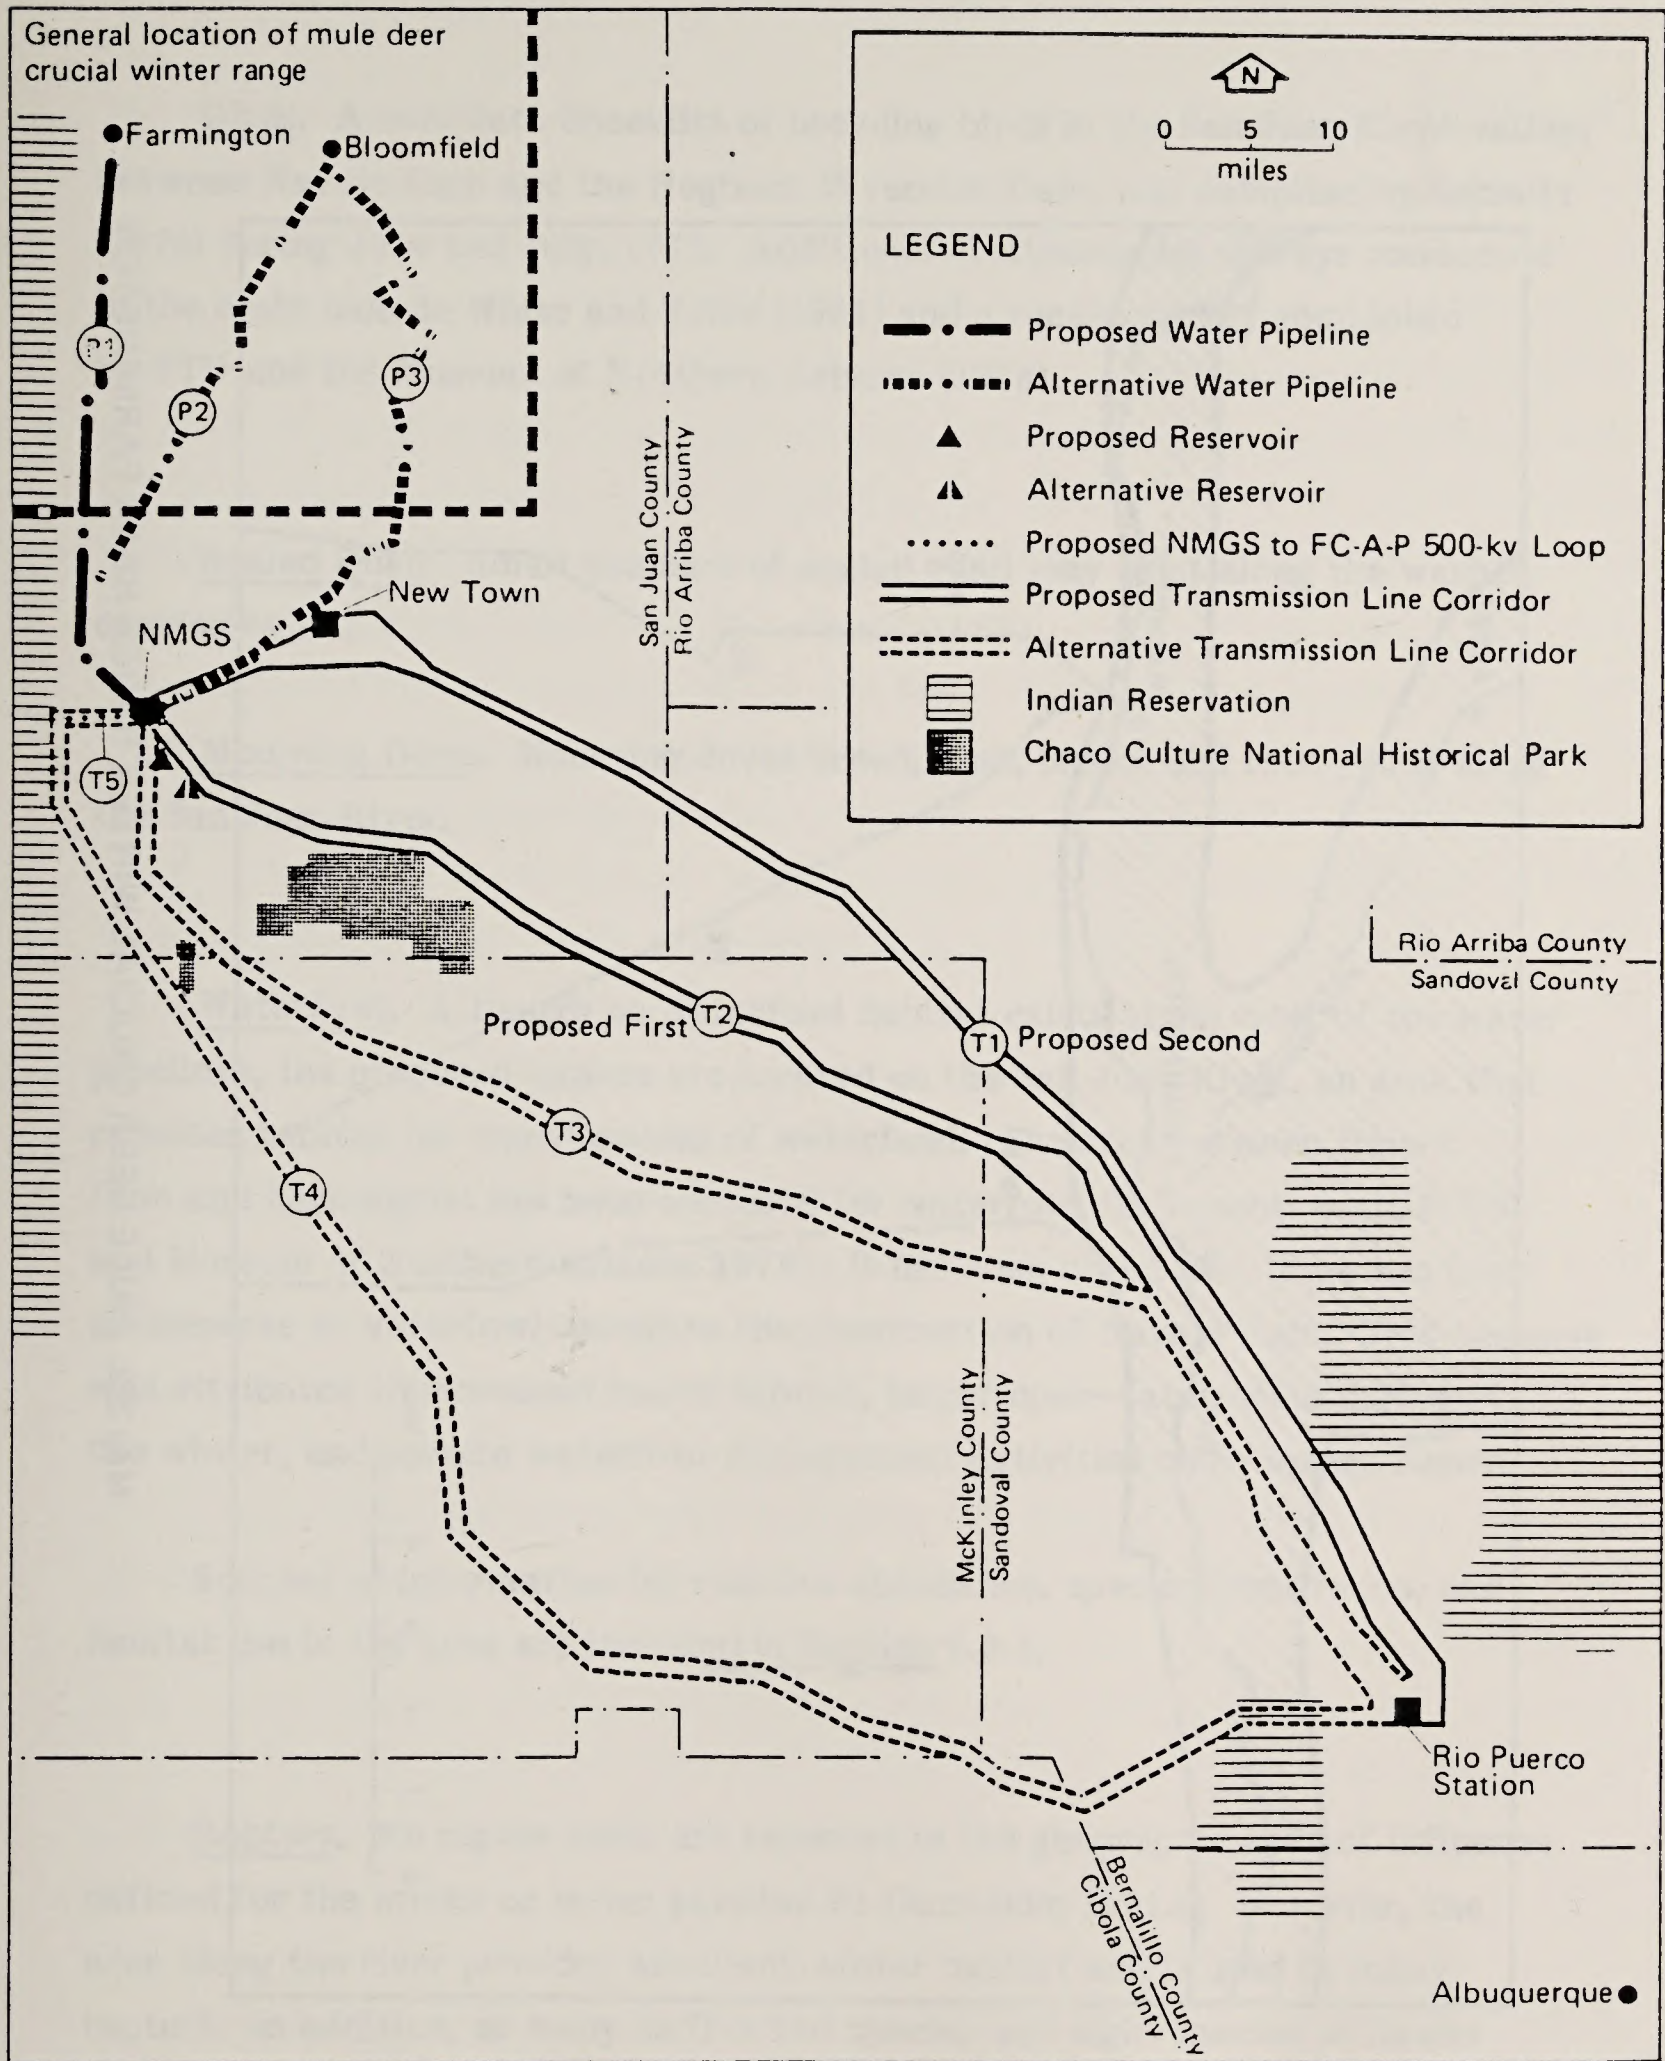 General location of mule deer
crucial winter range
Farmington
Bloomfield
P1
P2
P3
New Town
NMGS
T5
San Juan County
Rio Arriba County
N
0 5 10
miles
LEGEND
Proposed Water Pipeline
Alternative Water Pipeline
Proposed Reservoir
Alternative Reservoir
Proposed NMGS to FC-A-P 500-kv Loop
Proposed Transmission Line Corridor
Alternative Transmission Line Corridor
Indian Reservation
Chaco Culture National Historical Park
Rio Arriba County
Sandoval County
Proposed First T2
T1 Proposed Second
T3
T4
McKinley County
Sandoval County
Rio Puerco
Station
Bernalillo County
Cibola County
Albuquerque